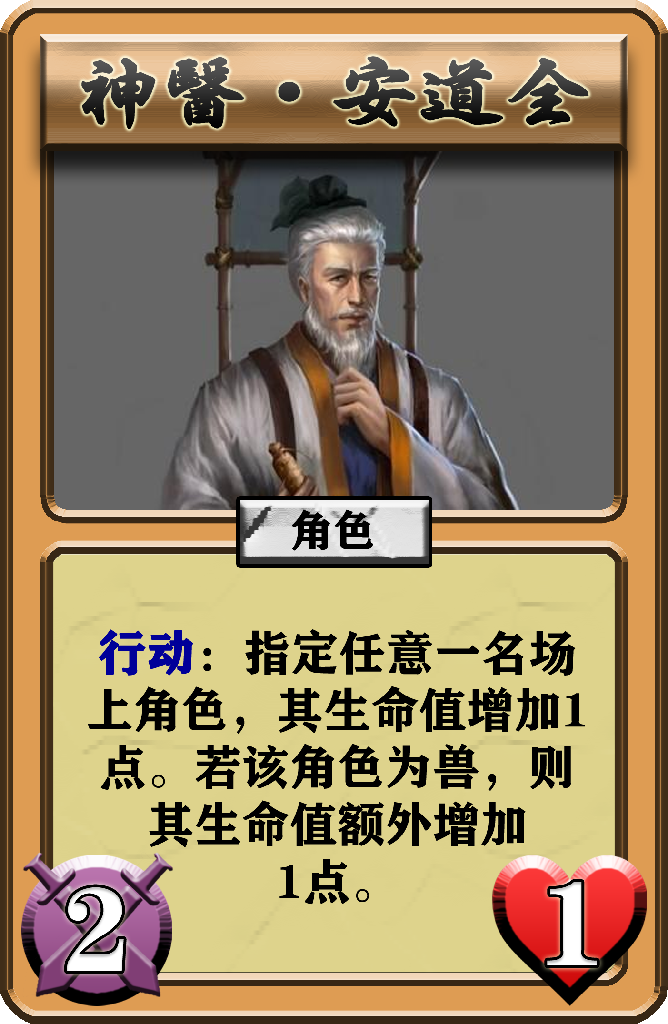 神醫·安道全
角色
行动：指定任意一名场
上角色，其生命值增加1
点。若该角色为兽，则
其生命值额外增加
1点。
2
1